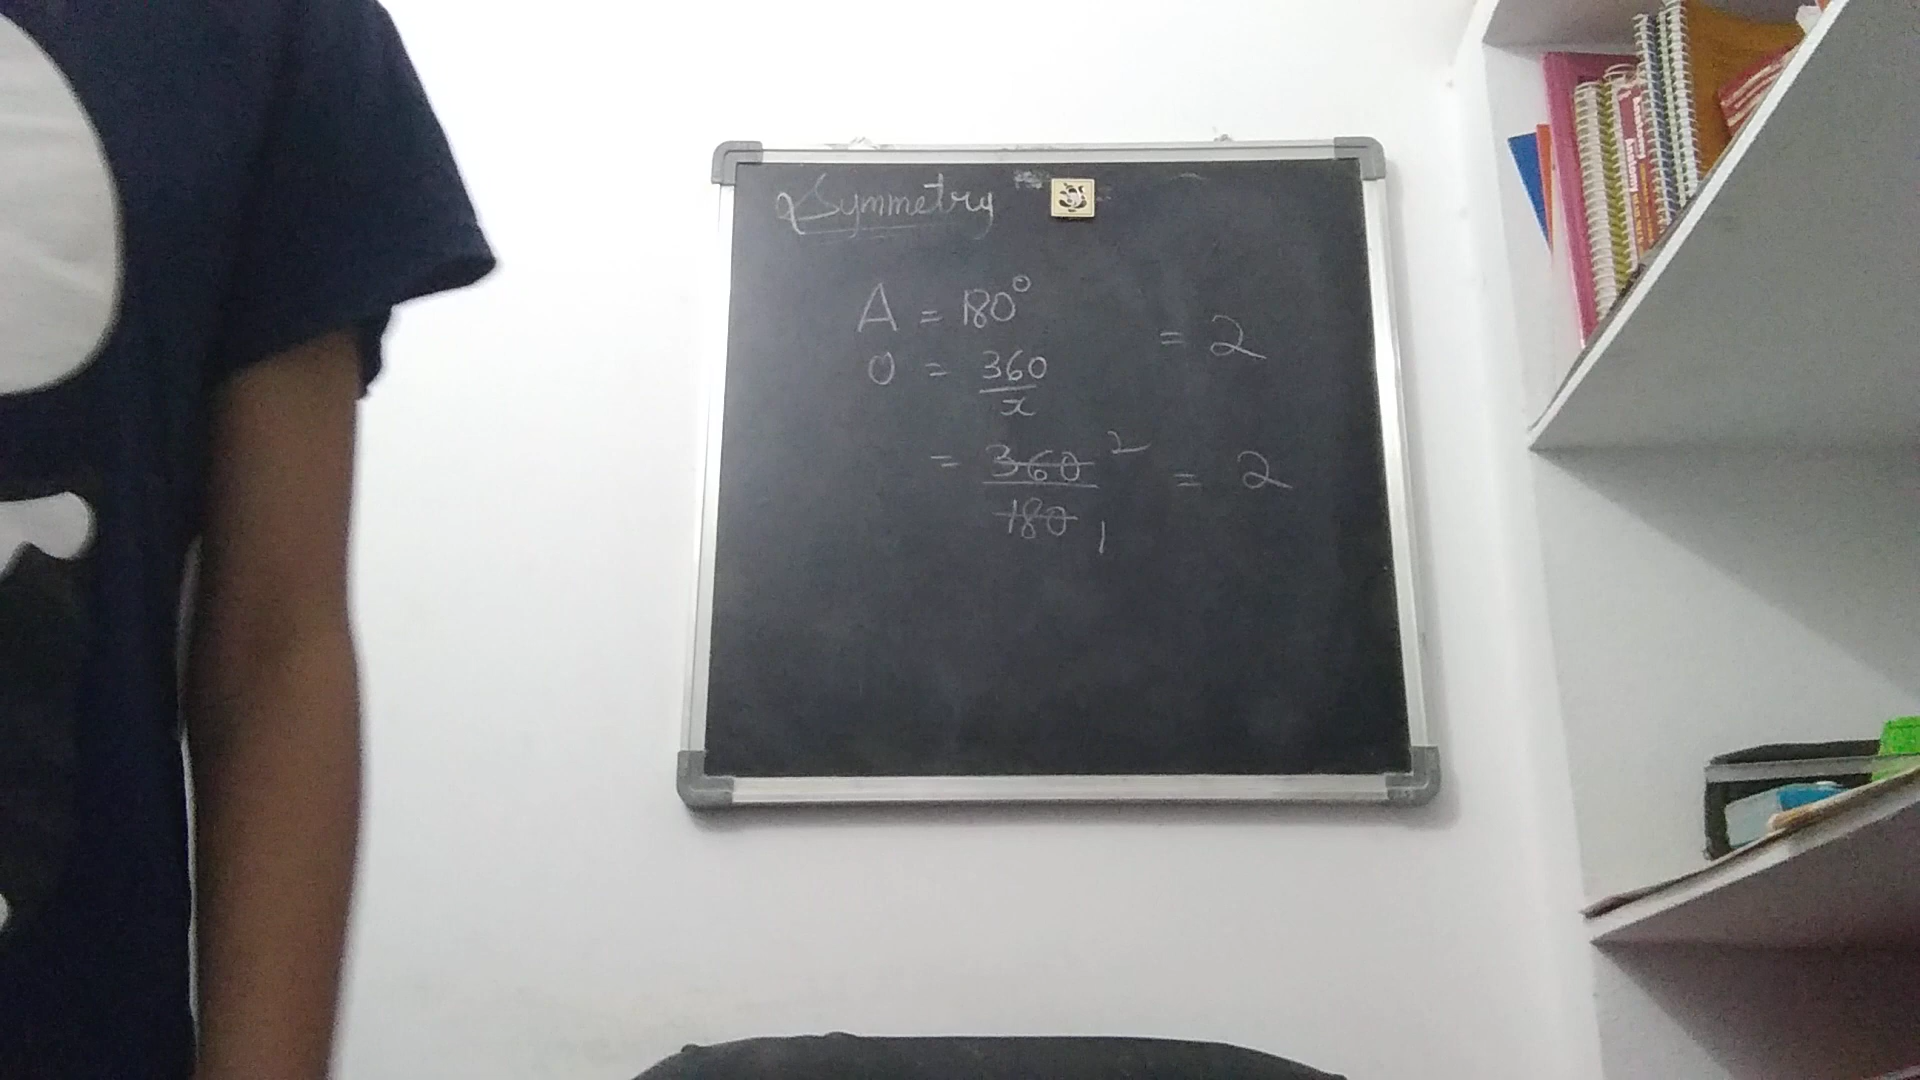 Symmetry
A = 180°
= 2
O = 360/x
= 360/180 2 1 = 2